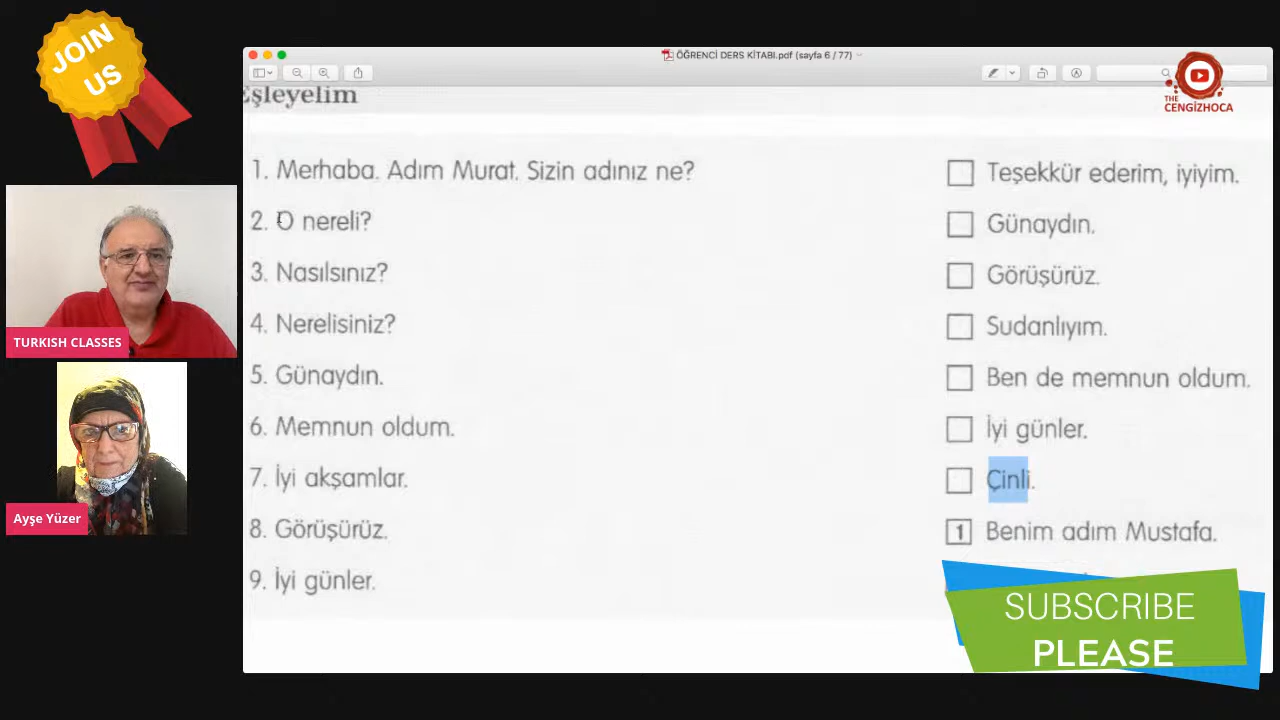 JOIN
US
ÖĞRENCİ DERS KİTABI.pdf (sayfa 6 / 77)
THE
CENGİZHOCA
Eşleyelim
1. Merhaba. Adım Murat. Sizin adınız ne?
2. O nereli?
3. Nasılsınız?
4. Nerelisiniz?
5. Günaydın.
6. Memnun oldum.
7. İyi akşamlar.
8. Görüşürüz.
9. İyi günler.
Teşekkür ederim, iyiyim.
Günaydın.
Görüşürüz.
Sudanlıyım.
Ben de memnun oldum.
İyi günler.
Çinli.
1 Benim adım Mustafa.
TURKISH CLASSES
Ayşe Yüzer
SUBSCRIBE
PLEASE